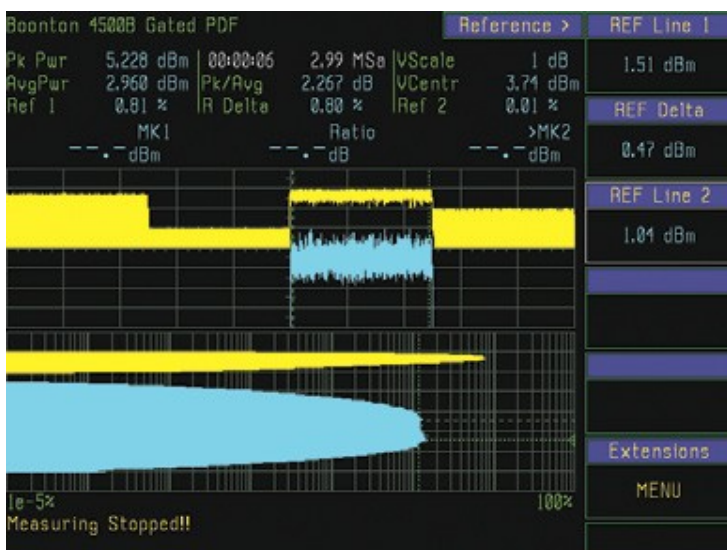 Boonton 4500B Gated PDF Reference >
Pk Pwr 5.228 dBm 00:00:06 2.99 MSa VScale 1 dB
AvgPwr 2.960 dBm Pk/Avg 2.267 dB VCentr 3.74 dBm
Ref 1 0.81 % R Delta 0.80 % Ref 2 0.01 %
MK1 Ratio >MK2
--.-dBm --.-dB --.-dBm
1e-5% 100%
Measuring Stopped!!
REF Line 1
1.51 dBm
REF Delta
0.47 dBm
REF Line 2
1.04 dBm
Extensions
MENU